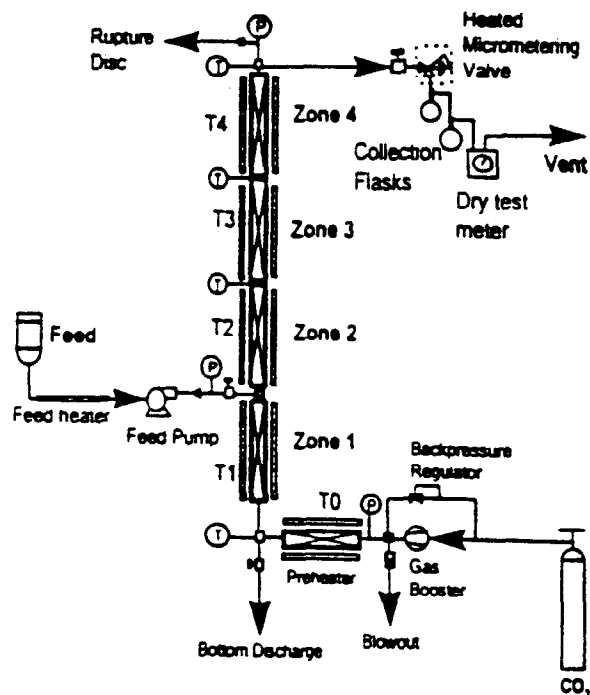 P
Rupture
Disc
Heated
Micrometering
Valve
T
T4
Zone 4
Collection
Flasks
Vent
Dry test
meter
T
T3
Zone 3
T
T2
Zone 2
Feed
P
Feed heater
Feed Pump
Zone 1
T1
Backpressure
Regulator
T0
P
T
Preheater
Gas
Booster
Bottom Discharge
Blowout
CO2